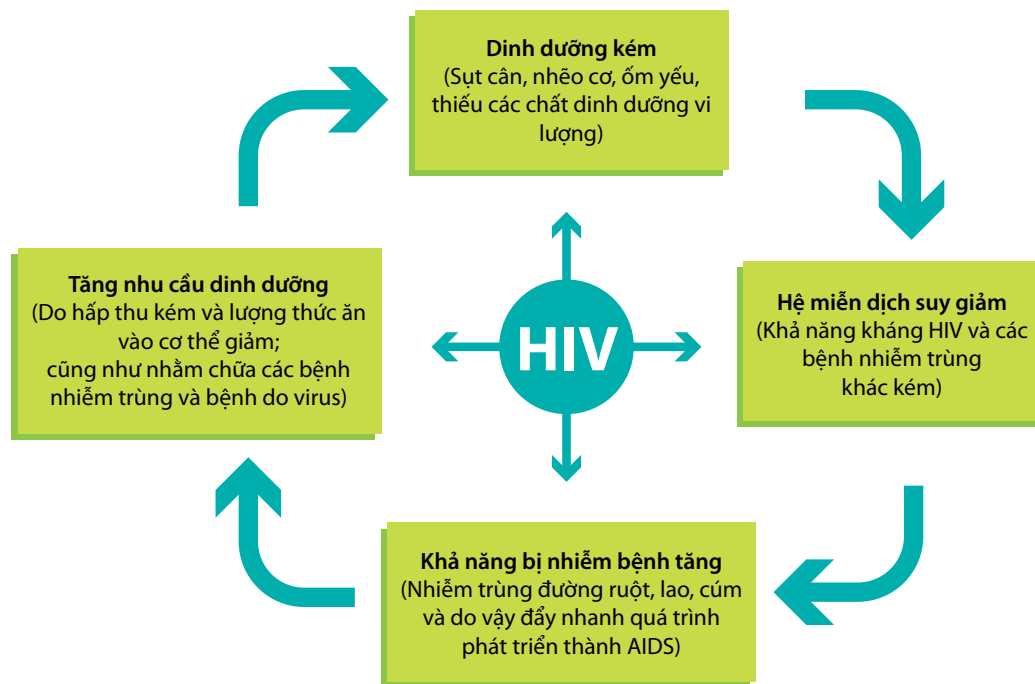 Dinh dưỡng kém
(Sụt cân, nhẽo cơ, ốm yếu,
thiếu các chất dinh dưỡng vi
lượng)
Tăng nhu cầu dinh dưỡng
(Do hấp thu kém và lượng thức ăn
vào cơ thể giảm;
cũng như nhằm chữa các bệnh
nhiễm trùng và bệnh do virus)
HIV
Hệ miễn dịch suy giảm
(Khả năng kháng HIV và các
bệnh nhiễm trùng
khác kém)
Khả năng bị nhiễm bệnh tăng
(Nhiễm trùng đường ruột, lao, cúm
và do vậy đẩy nhanh quá trình
phát triển thành AIDS)